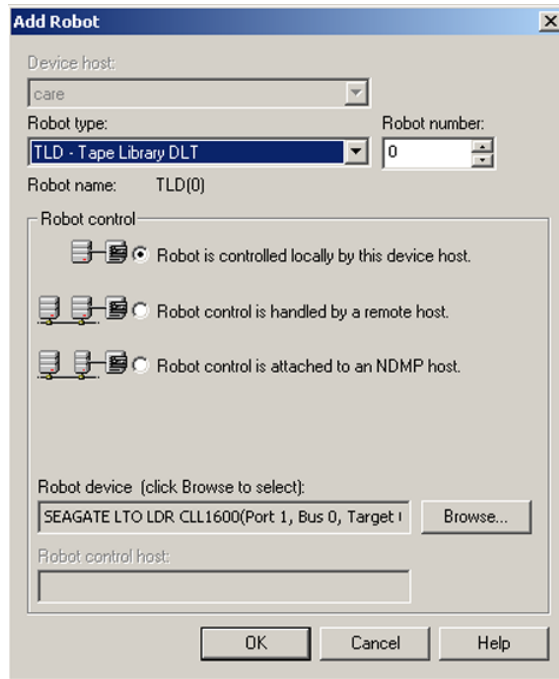 Add Robot
Device host:
care
Robot type:
Robot number:
TLD - Tape Library DLT
0
Robot name: TLD(0)
Robot control
Robot is controlled locally by this device host.
Robot control is handled by a remote host.
Robot control is attached to an NDMP host.
Robot device (click Browse to select):
SEAGATE LTO LDR CLL1600(Port 1, Bus 0, Target
Browse...
Robot control host:
OK
Cancel
Help